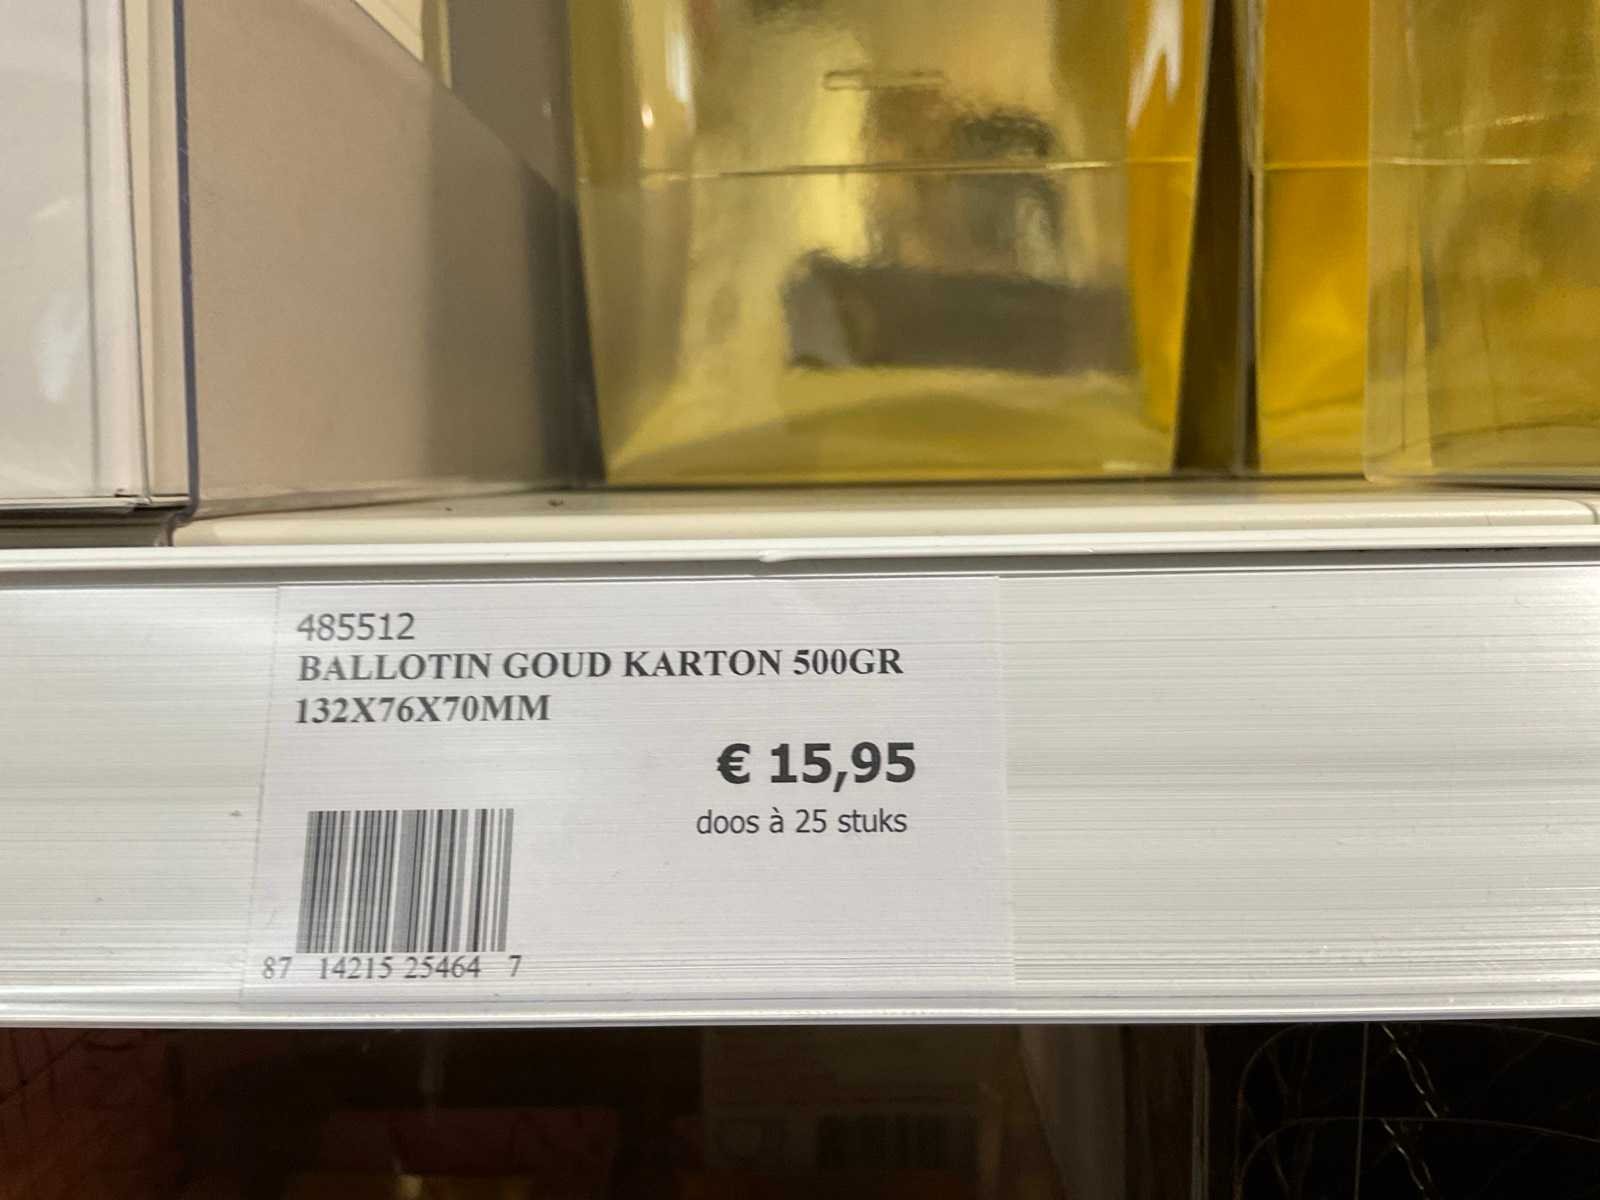 485512
BALLOTIN GOUD KARTON 500GR
132X76X70MM
€ 15,95
doos à 25 stuks
87 14215 25464 7